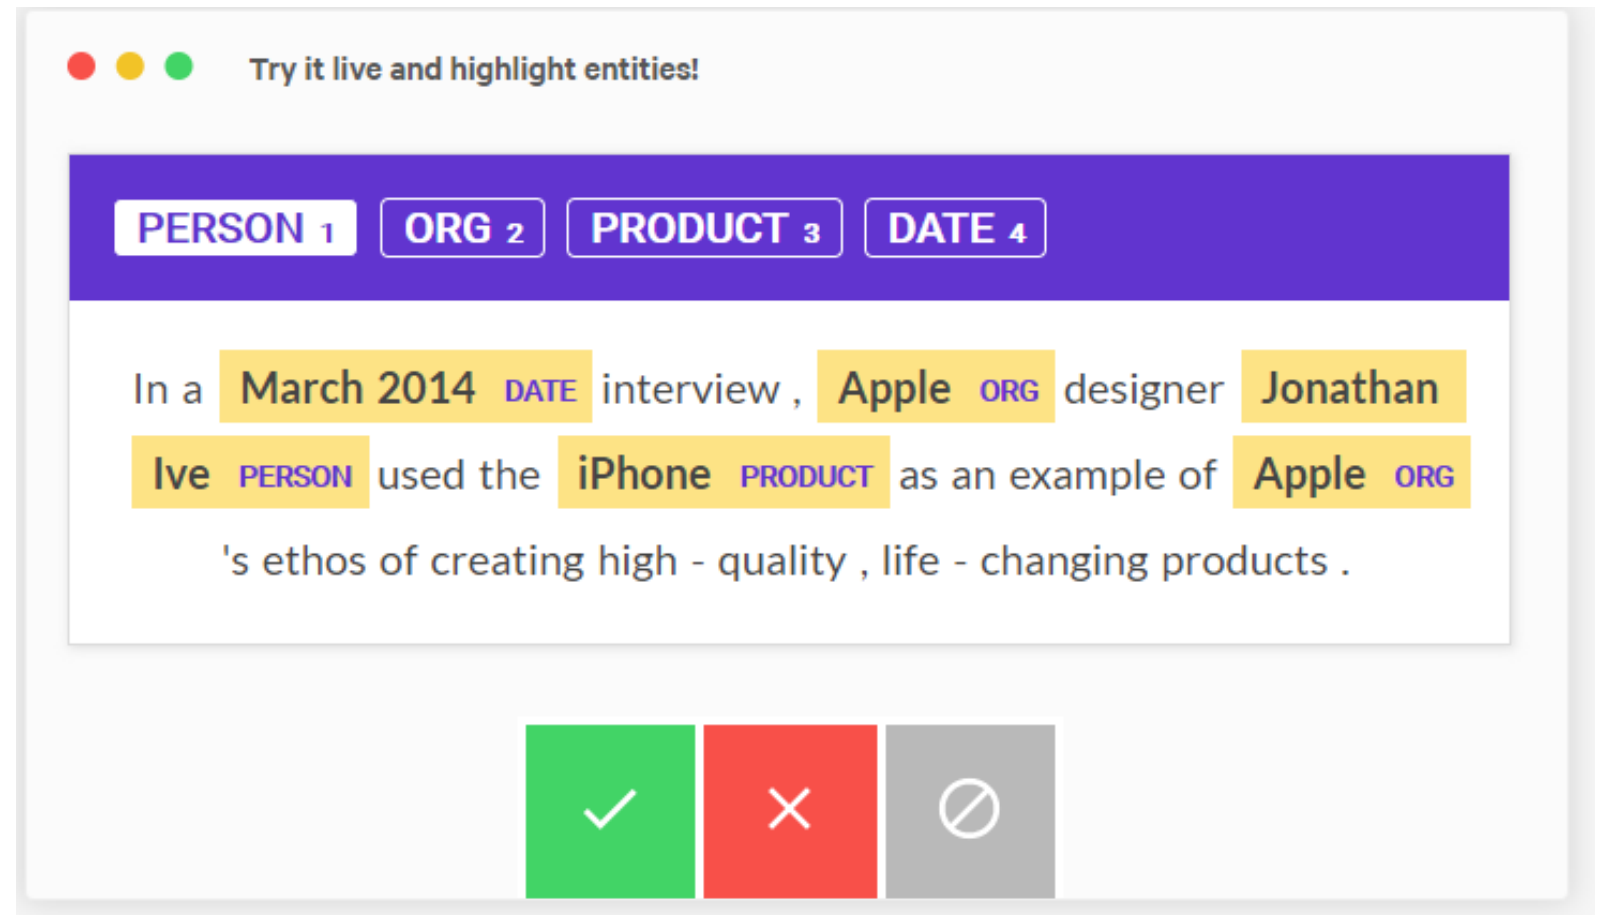 Try it live and highlight entities!
PERSON 1 ORG 2 PRODUCT 3 DATE 4
In a March 2014 DATE interview , Apple ORG designer Jonathan
Ive PERSON used the iPhone PRODUCT as an example of Apple ORG
's ethos of creating high - quality , life - changing products .